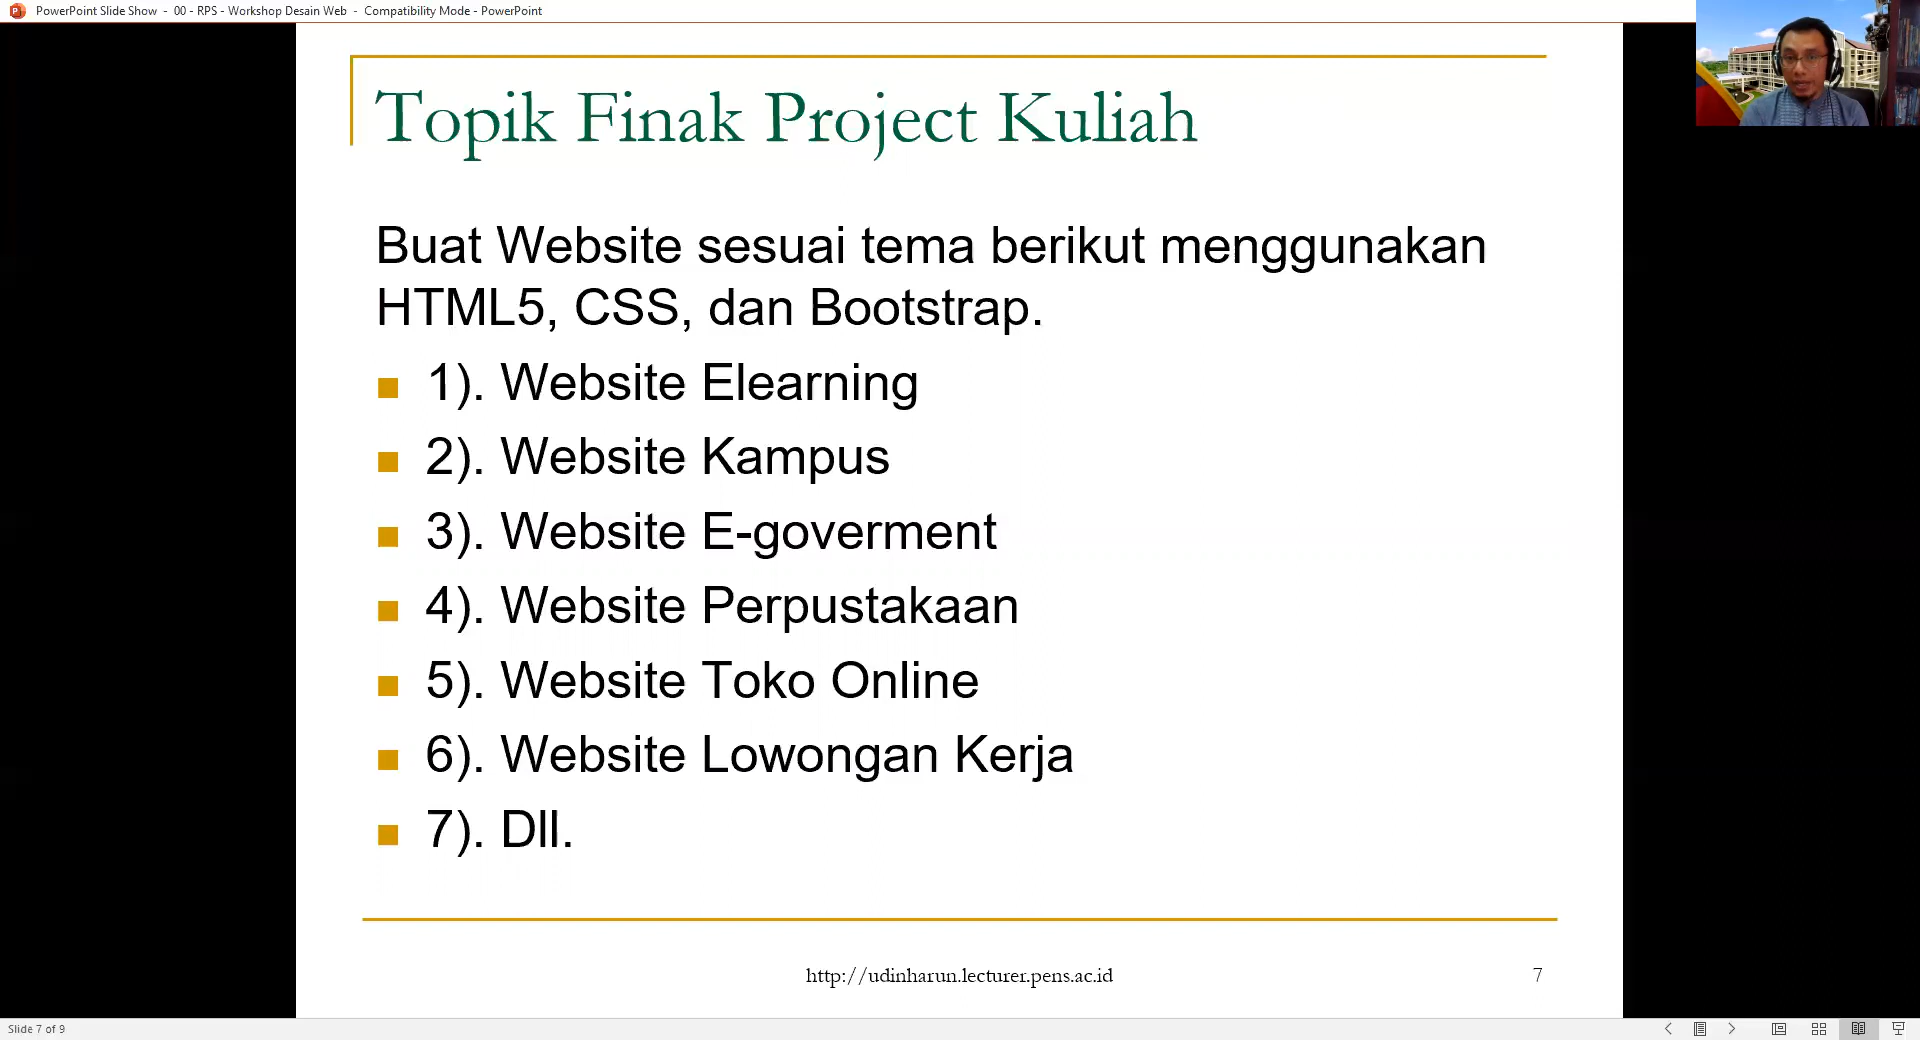 PowerPoint Slide Show - 00 - RPS - Workshop Desain Web - Compatibility Mode - PowerPoint
Topik Finak Project Kuliah
Buat Website sesuai tema berikut menggunakan
HTML5, CSS, dan Bootstrap.
1). Website Elearning
2). Website Kampus
3). Website E-goverment
4). Website Perpustakaan
5). Website Toko Online
6). Website Lowongan Kerja
7). Dll.
http://udinharun.lecturer.pens.ac.id
7
Slide 7 of 9